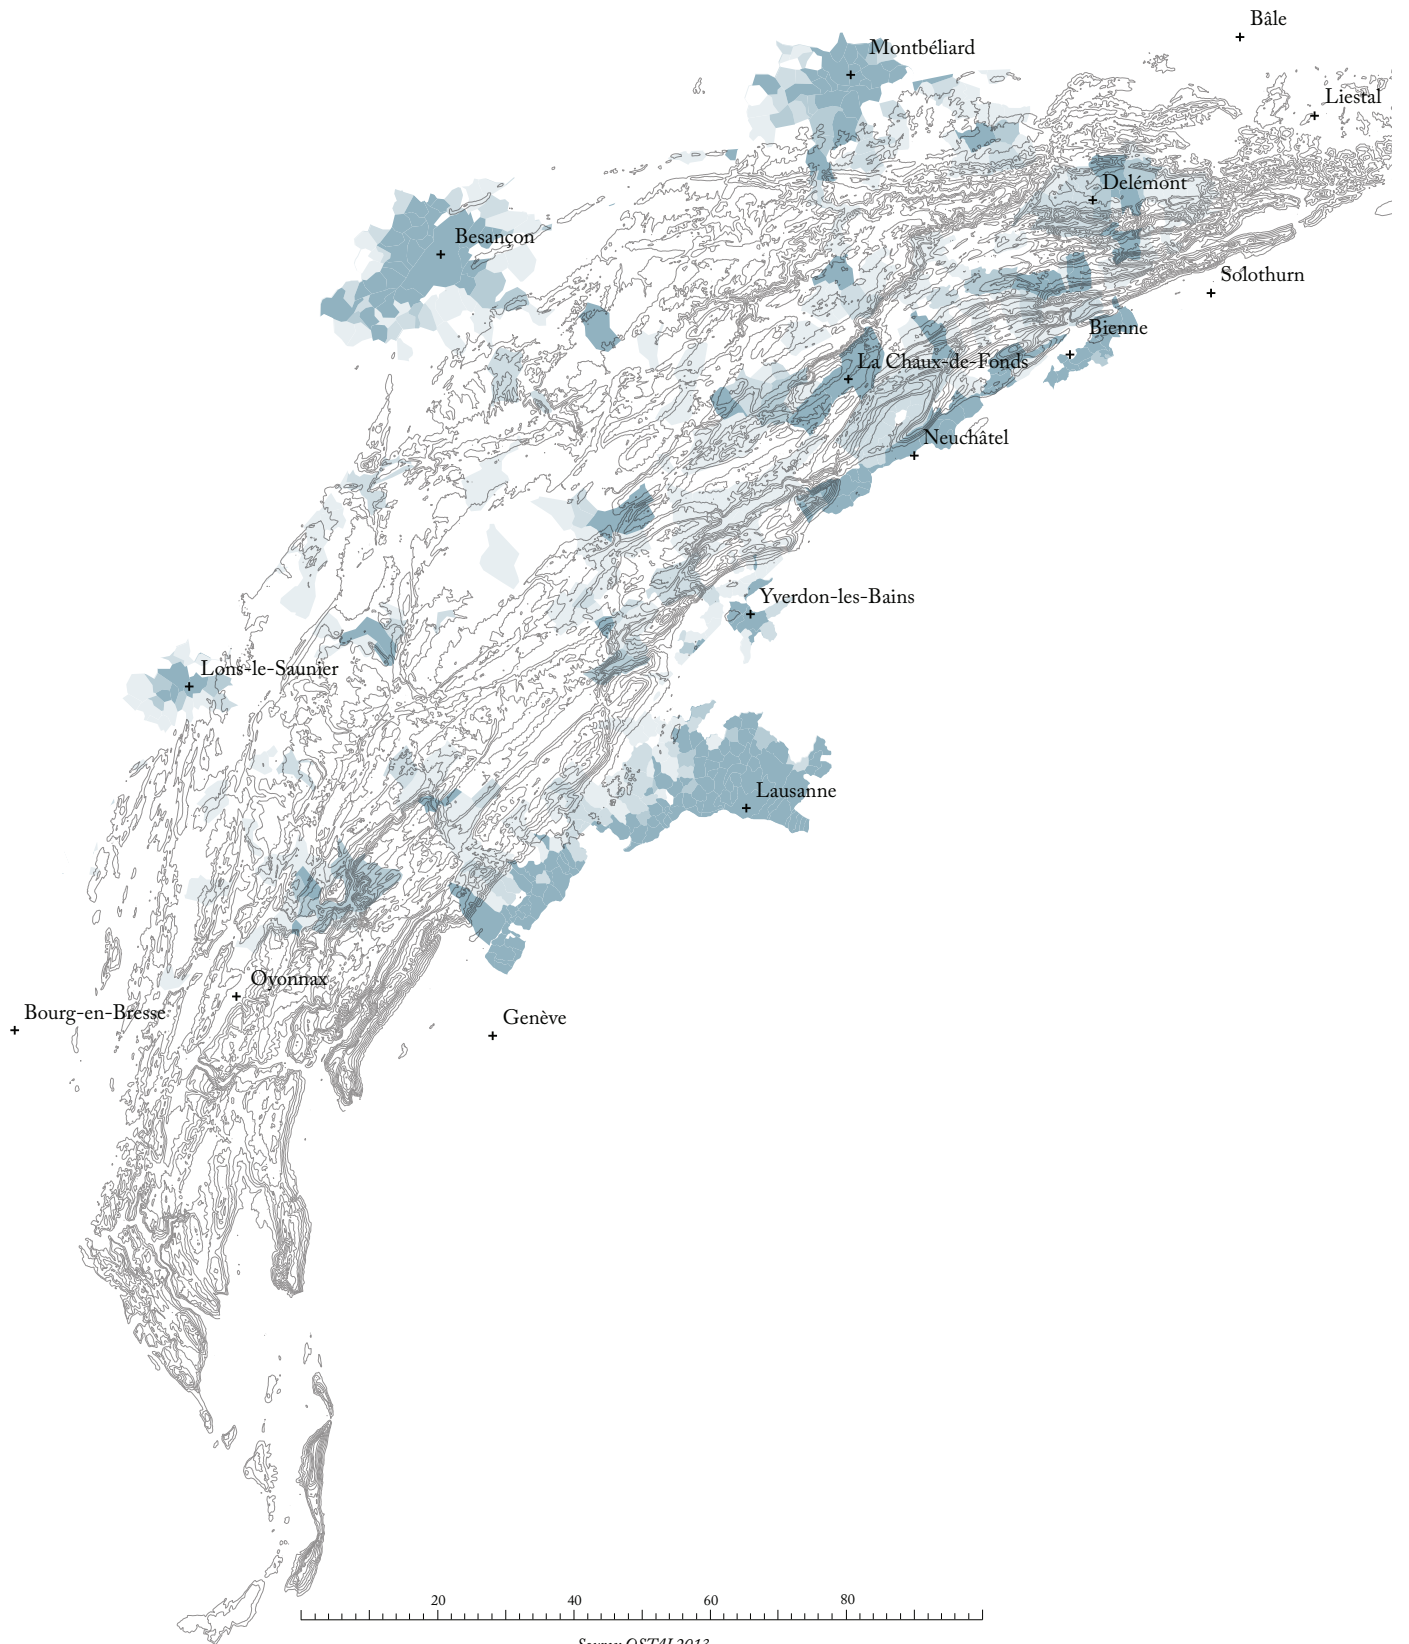 Bâle
Montbéliard
Liestal
Delémont
Besançon
Solothurn
Bienne
La Chaux-de-Fonds
Neuchâtel
Yverdon-les-Bains
Lons-le-Saunier
Lausanne
Oyonnax
Bourg-en-Bresse
Genève
20 40 60 80
2013